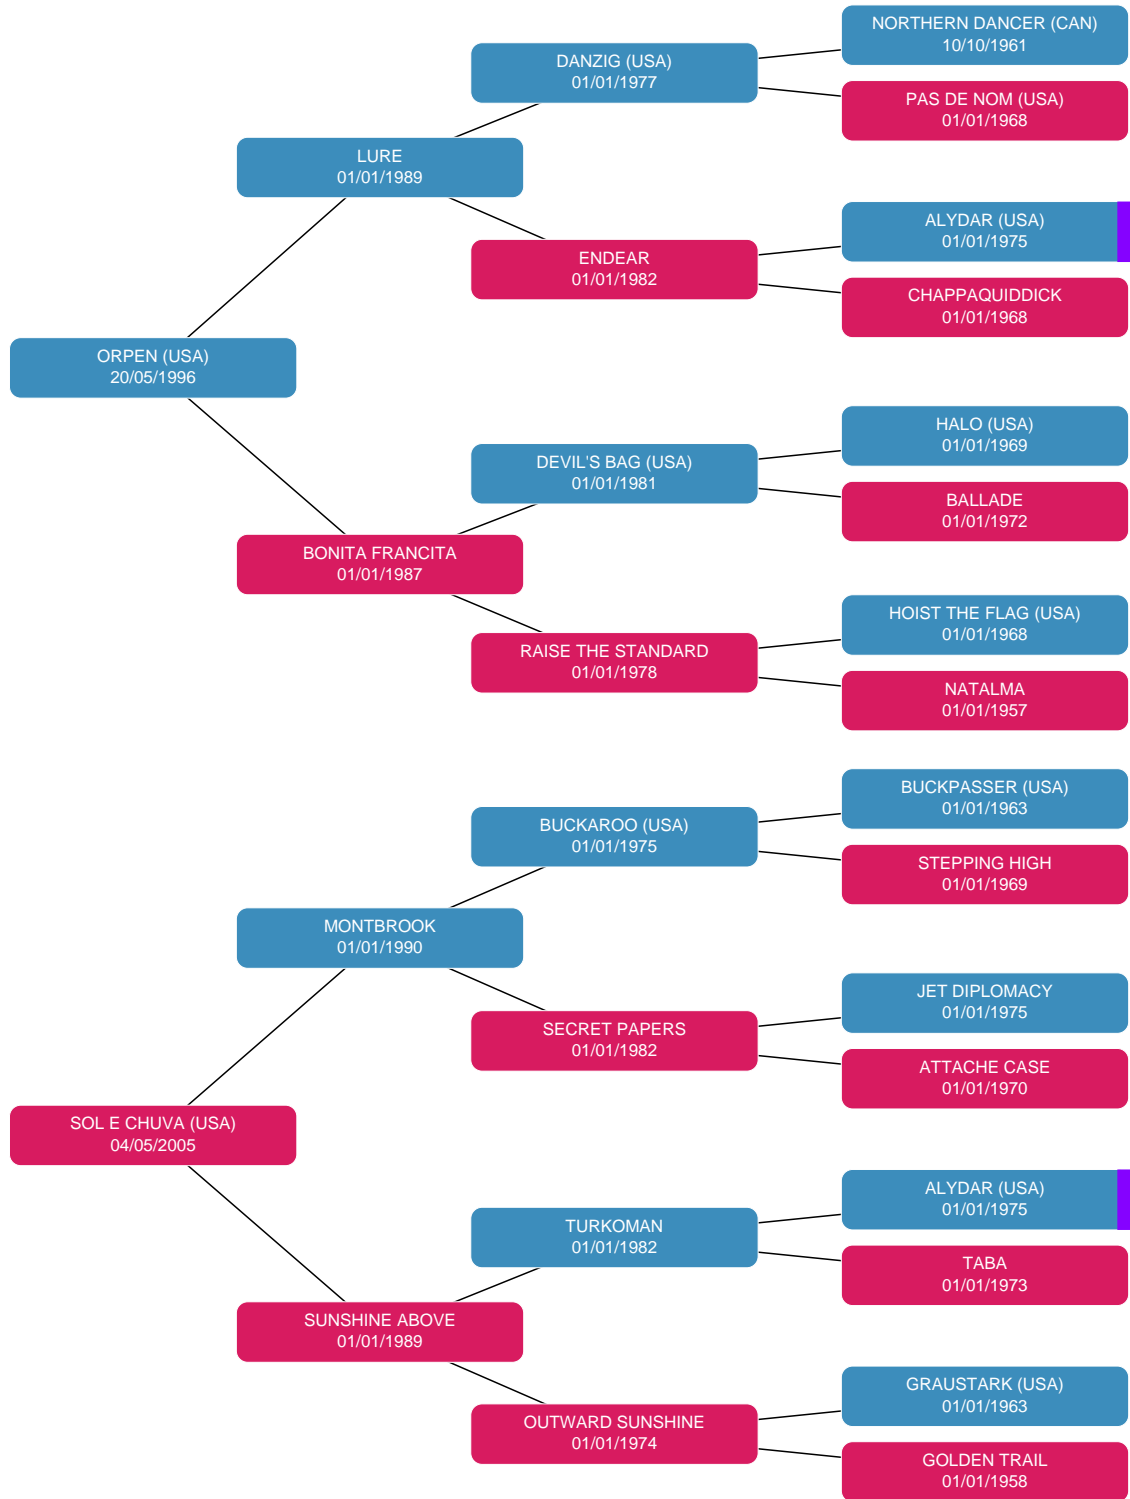 NORTHERN DANCER (CAN)
10/10/1961
DANZIG (USA)
01/01/1977
PAS DE NOM (USA)
01/01/1968
LURE
01/01/1989
ALYDAR (USA)
01/01/1975
ENDEAR
01/01/1982
CHAPPAQUIDDICK
01/01/1968
ORPEN (USA)
20/05/1996
HALO (USA)
01/01/1969
DEVIL'S BAG (USA)
01/01/1981
BALLADE
01/01/1972
BONITA FRANCITA
01/01/1987
HOIST THE FLAG (USA)
01/01/1968
RAISE THE STANDARD
01/01/1978
NATALMA
01/01/1957
BUCKPASSER (USA)
01/01/1963
BUCKAROO (USA)
01/01/1975
STEPPING HIGH
01/01/1969
MONTBROOK
01/01/1990
JET DIPLOMACY
01/01/1975
SECRET PAPERS
01/01/1982
ATTACHE CASE
01/01/1970
SOL E CHUVA (USA)
04/05/2005
ALYDAR (USA)
01/01/1975
TURKOMAN
01/01/1982
TABA
01/01/1973
SUNSHINE ABOVE
01/01/1989
GRAUSTARK (USA)
01/01/1963
OUTWARD SUNSHINE
01/01/1974
GOLDEN TRAIL
01/01/1958